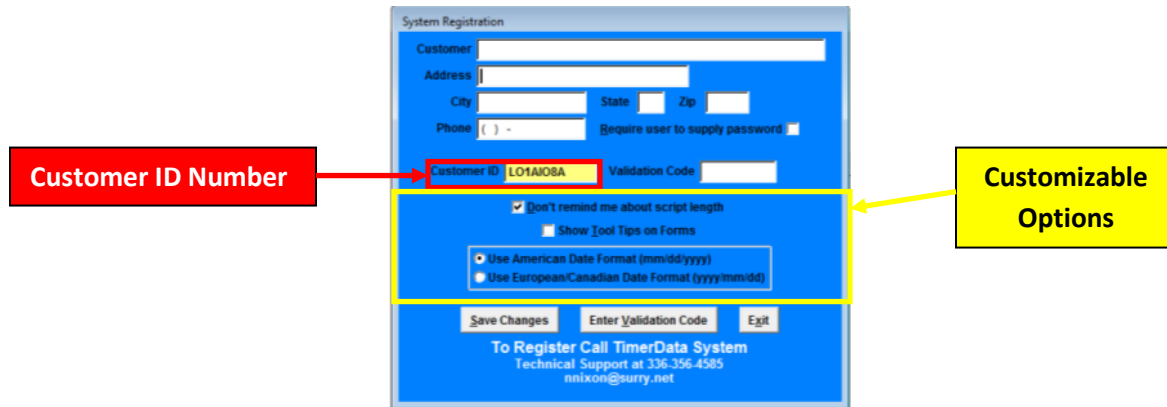 System Registration
Customer
Address
City State Zip
Phone ( ) - Require user to supply password
Customer ID Number
Customer ID LO1AIO8A Validation Code
Customizable
Options
Don't remind me about script length
Show Tool Tips on Forms
Use American Date Format (mm/dd/yyyy)
Use European/Canadian Date Format (yyyy/mm/dd)
Save Changes Enter Validation Code Exit
To Register Call TimerData System
Technical Support at 336-356-4585
nnixon@surry.net